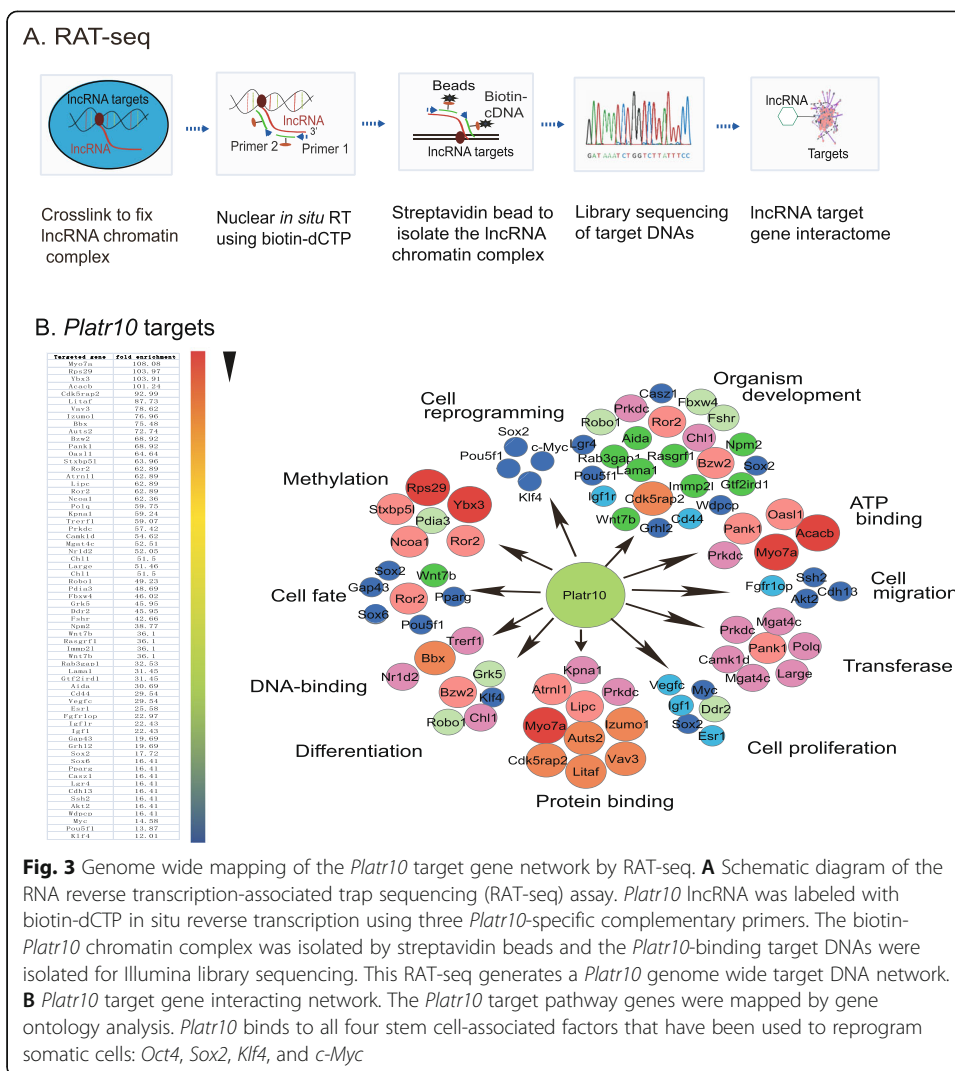 A. RAT-seq
lncRNA targets
lncRNA
lncRNA
3'
Primer 2
Primer 1
Beads
Biotin-
cDNA
lncRNA targets
GATAAATCTGGTCTTATTTCC
lncRNA
Targets
Crosslink to fix
lncRNA chromatin
complex
Nuclear in situ RT
using biotin-dCTP
Streptavidin bead to
isolate the lncRNA
chromatin complex
Library sequencing
of target DNAs
lncRNA target
gene interactome
B. Platr10 targets
Targeted gene fold enrichment
Myo7a 108.08
Rps29 103.97
Ybx3 103.91
Acacb 101.24
Cdk5rap2 92.99
Litaf 87.73
Vav3 78.62
Izumo1 76.96
Bbx 75.48
Auts2 72.74
Bzw2 68.92
Pank1 68.92
Oasl1 64.64
Stxbp5l 63.96
Ror2 62.89
Atrnl1 62.89
Lipc 62.89
Ror2 62.89
Ncoa1 62.36
Polq 59.75
Kpna1 59.24
Trerf1 59.07
Prkdc 57.42
Camk1d 54.62
Mgat4c 52.51
Nr1d2 52.05
Chl1 51.5
Large 51.46
Chl1 51.5
Robo1 49.23
Pdia3 48.69
Fbxw4 46.02
Grk5 45.95
Ddr2 45.95
Fshr 42.66
Npm2 38.77
Wnt7b 36.1
Rasgrf1 36.1
Immp2l 36.1
Wnt7b 36.1
Rab3gap1 32.53
Lama1 31.45
Gtf2ird1 31.45
Aida 30.69
Cd44 29.54
Vegfc 29.54
Esr1 25.58
Fgfr1op 22.97
Igf1r 22.43
Igf1 22.43
Gap43 19.69
Grhl2 19.69
Sox2 17.72
Sox6 16.41
Pparg 16.41
Casz1 16.41
Lgr4 16.41
Cdh13 16.41
Ssh2 16.41
Akt2 16.41
Wdpcp 16.41
Myc 14.58
Pou5f1 13.87
Klf4 12.01
Cell
reprogramming
Sox2
c-Myc
Pou5f1
Klf4
Organism
development
Casz1
Prkdc
Fbxw4
Robo1
Ror2
Fshr
Lgr4
Aida
Chl1
Npm2
Rab3gap1
Rasgrf1
Bzw2
Sox2
Pou5f1
Lama1
Immp2l
Gtf2ird1
Igf1r
Cdk5rap2
Wdpcp
Wnt7b
Grhl2
Cd44
Methylation
Rps29
Ybx3
Stxbp5l
Pdia3
Ncoa1
Ror2
ATP
binding
Oasl1
Pank1
Acacb
Prkdc
Myo7a
Cell fate
Sox2
Wnt7b
Gap43
Ror2
Pparg
Sox6
Pou5f1
Platr10
Cell
migration
Ssh2
Fgfr1op
Cdh13
Akt2
DNA-binding
Trerf1
Bbx
Nr1d2
Transferase
Mgat4c
Prkdc
Pank1
Polq
Camk1d
Mgat4c
Large
Differentiation
Grk5
Bzw2
Klf4
Robo1
Chl1
Protein binding
Kpna1
Atrnl1
Prkdc
Lipc
Myo7a
Izumo1
Auts2
Cdk5rap2
Vav3
Litaf
Cell proliferation
Vegfc
Myc
Igf1
Ddr2
Sox2
Esr1
Fig. 3 Genome wide mapping of the Platr10 target gene network by RAT-seq. A Schematic diagram of the
RNA reverse transcription-associated trap sequencing (RAT-seq) assay. Platr10 lncRNA was labeled with
biotin-dCTP in situ reverse transcription using three Platr10-specific complementary primers. The biotin-
Platr10 chromatin complex was isolated by streptavidin beads and the Platr10-binding target DNAs were
isolated for Illumina library sequencing. This RAT-seq generates a Platr10 genome wide target DNA network.
B Platr10 target gene interacting network. The Platr10 target pathway genes were mapped by gene
ontology analysis. Platr10 binds to all four stem cell-associated factors that have been used to reprogram
somatic cells: Oct4, Sox2, Klf4, and c-Myc